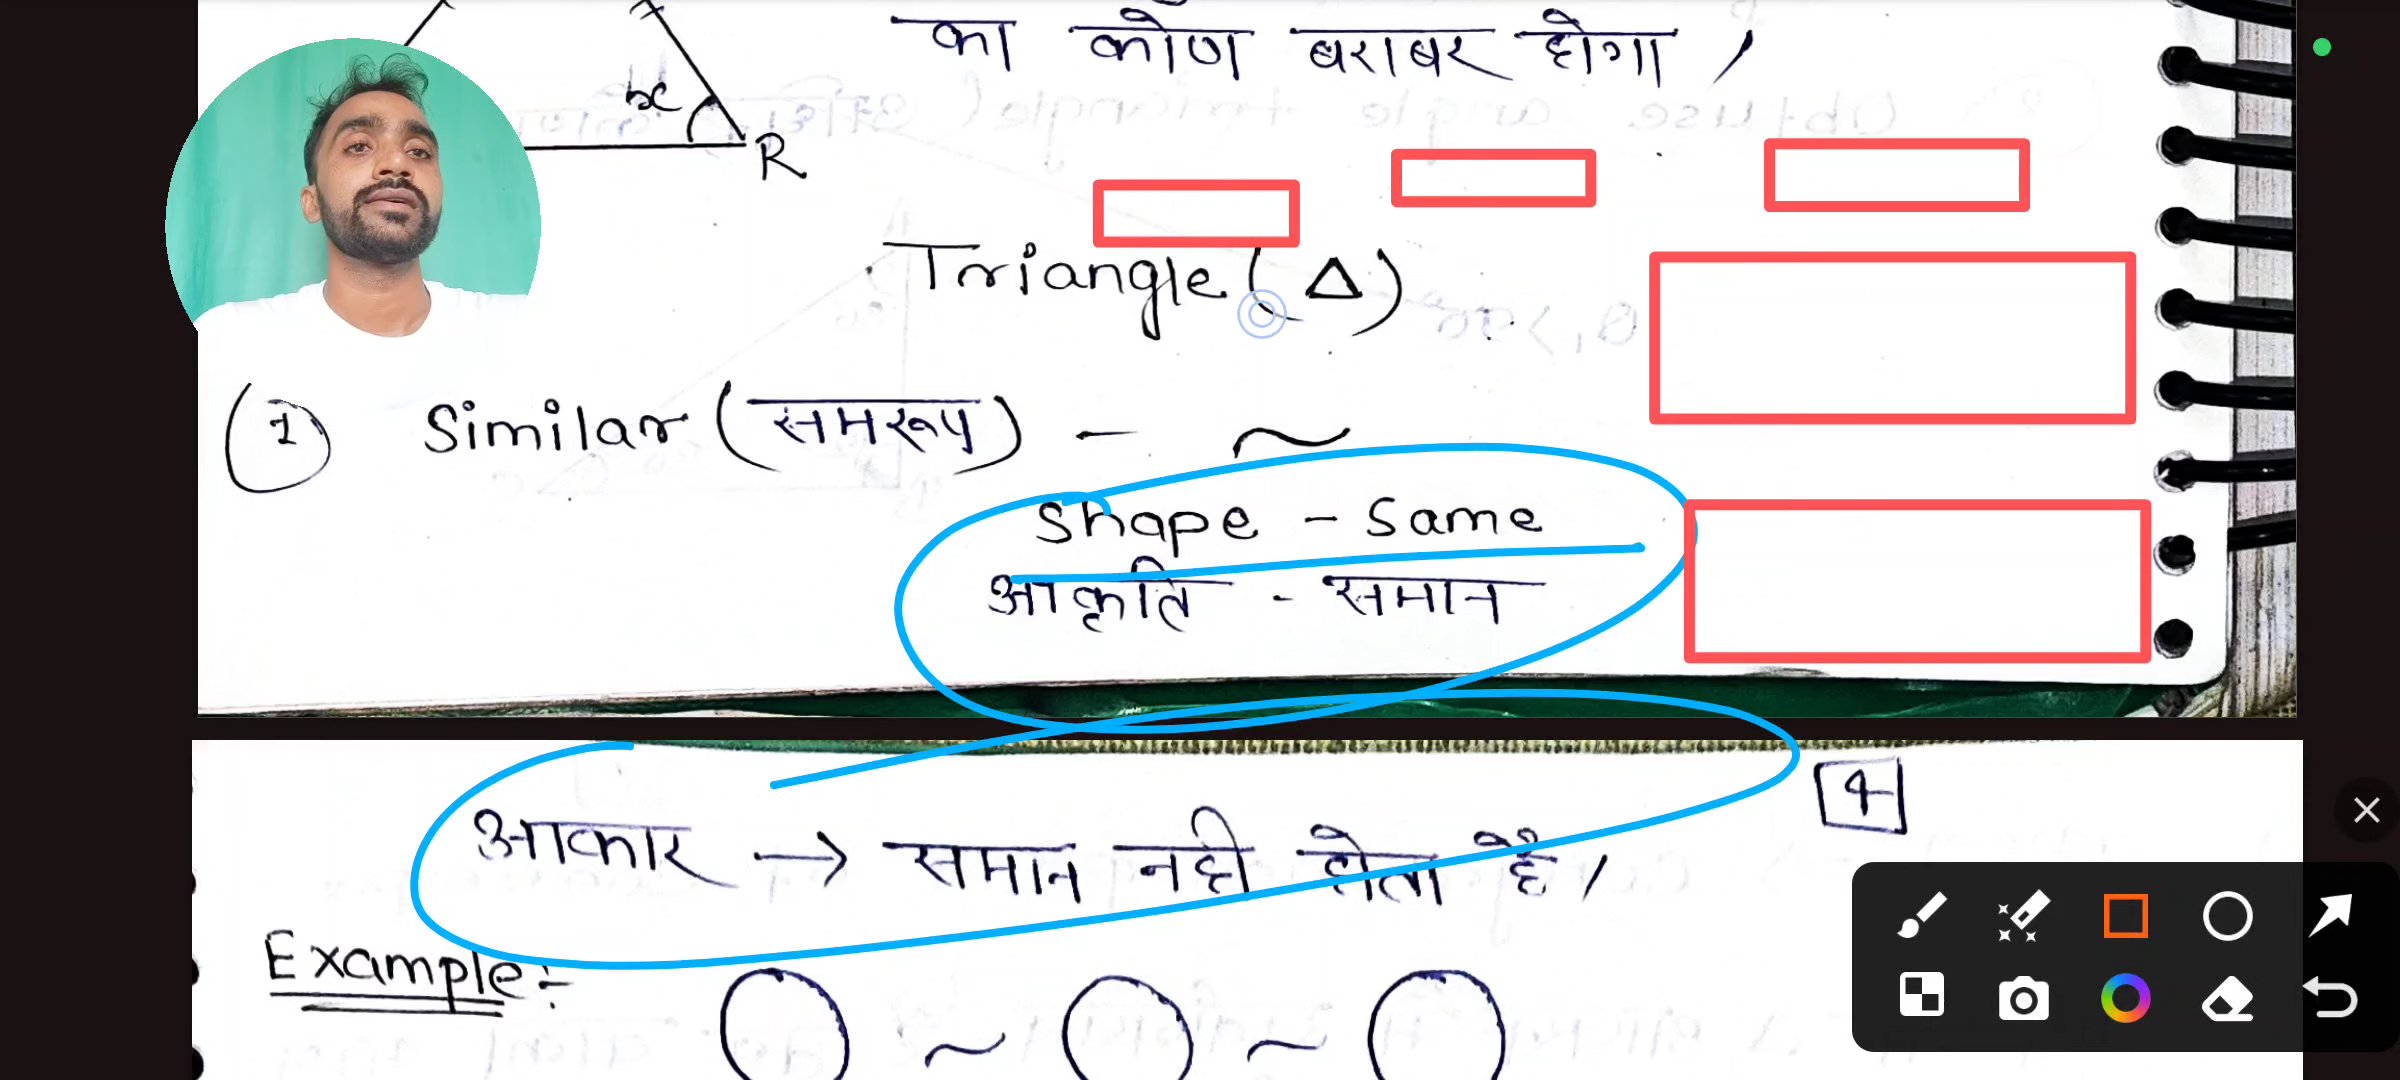 का कोण बराबर होगा,
R
Triangle (Δ)
① Similar (समरूप) – ~
Shape – Same
आकृति - समान
4
आकार → समान नही होता है,
Example:-
~ ~